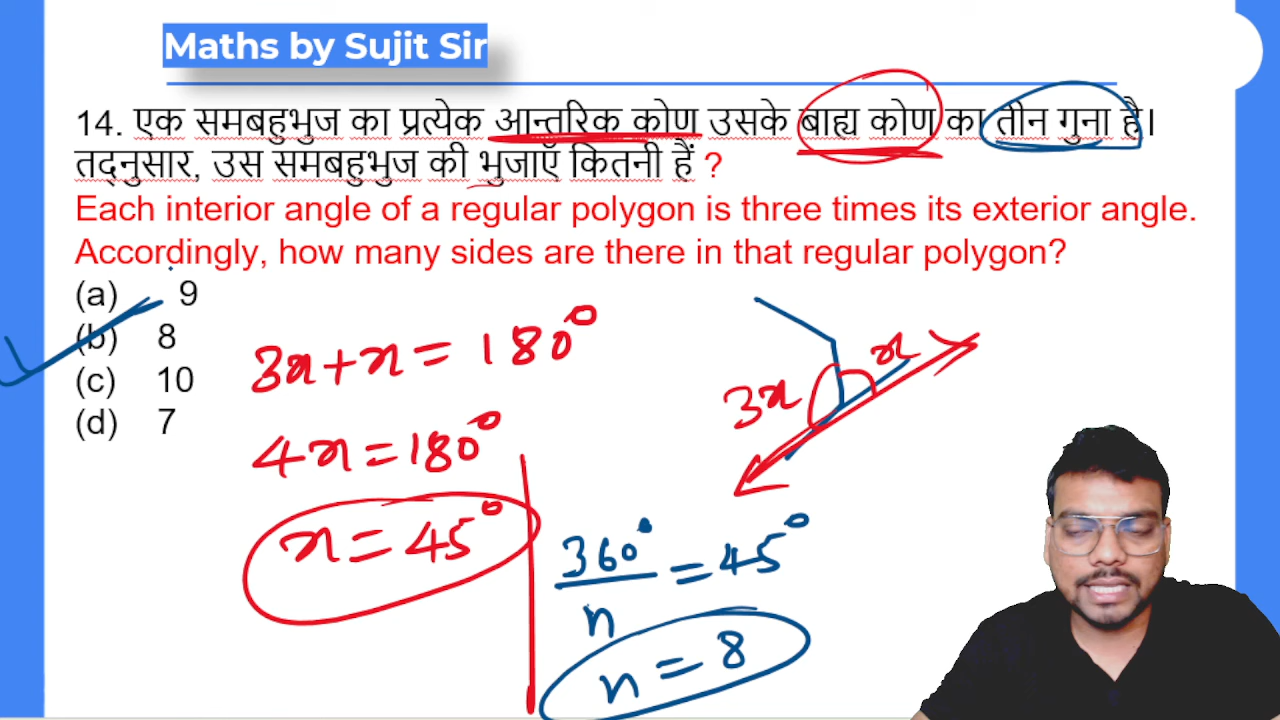 Maths by Sujit Sir
14. एक समबहुभुज का प्रत्येक आन्तरिक कोण उसके बाह्य कोण का तीन गुना है।
तद्नुसार, उस समबहुभुज की भुजाएँ कितनी हैं ?
Each interior angle of a regular polygon is three times its exterior angle.
Accordingly, how many sides are there in that regular polygon?
(a) 9
(b) 8
(c) 10
(d) 7
3x+x=180°
4x=180°
x=45°
3x
x
360°/n=45°
n=8